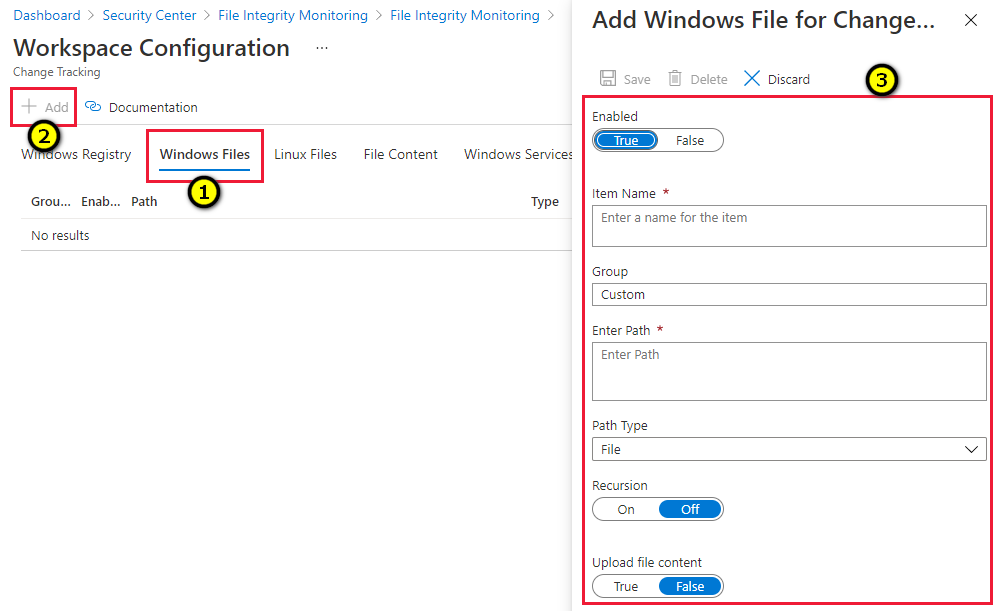 Dashboard > Security Center > File Integrity Monitoring > File Integrity Monitoring >
Workspace Configuration ...
Change Tracking
+ Add Documentation
2
Windows Registry Windows Files Linux Files File Content Windows Services
1
Grou... Enab... Path Type
No results
Add Windows File for Change...
Save Delete Discard
3
Enabled
True False
Item Name *
Enter a name for the item
Group
Custom
Enter Path *
Enter Path
Path Type
File
Recursion
On Off
Upload file content
True False